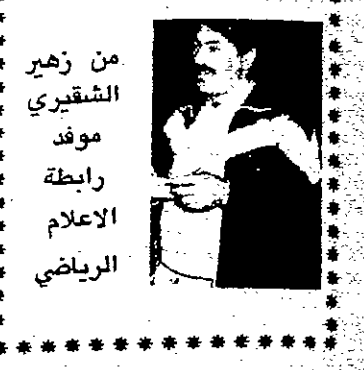 من زهير
الشقيري
موفد
رابطة
الاعلام
الرياضي